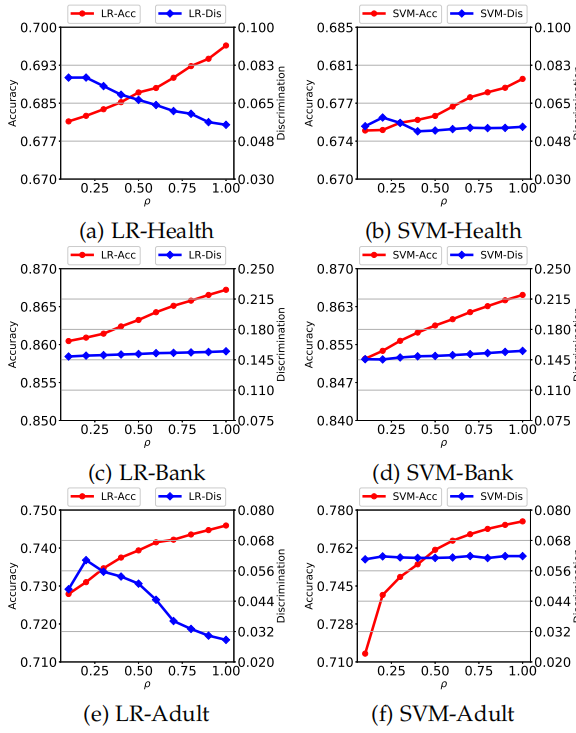 LR-Acc LR-Dis
0.700 0.100
0.693 0.083
0.685 0.065
0.677 0.048
0.670 0.030
Accuracy
Discrimination
0.25 0.50 0.75 1.00
ρ
(a) LR-Health
SVM-Acc SVM-Dis
0.685 0.100
0.681 0.083
0.677 0.065
0.674 0.048
0.670 0.030
Accuracy
Discrimination
0.25 0.50 0.75 1.00
ρ
(b) SVM-Health
LR-Acc LR-Dis
0.870 0.250
0.215
0.865
0.180
0.860
0.145
0.855
0.110
0.850 0.075
Accuracy
Discrimination
0.25 0.50 0.75 1.00
ρ
(c) LR-Bank
SVM-Acc SVM-Dis
0.870 0.250
0.215
0.863
0.180
0.855
0.145
0.847
0.110
0.840 0.075
Accuracy
Discrimination
0.25 0.50 0.75 1.00
ρ
(d) SVM-Bank
LR-Acc LR-Dis
0.750 0.080
0.068
0.740
0.056
0.730
0.044
0.720
0.032
0.710 0.020
Accuracy
Discrimination
0.25 0.50 0.75 1.00
ρ
(e) LR-Adult
SVM-Acc SVM-Dis
0.780 0.080
0.068
0.762
0.056
0.745
0.044
0.728
0.032
0.710 0.020
Accuracy
Discrimination
0.25 0.50 0.75 1.00
ρ
(f) SVM-Adult